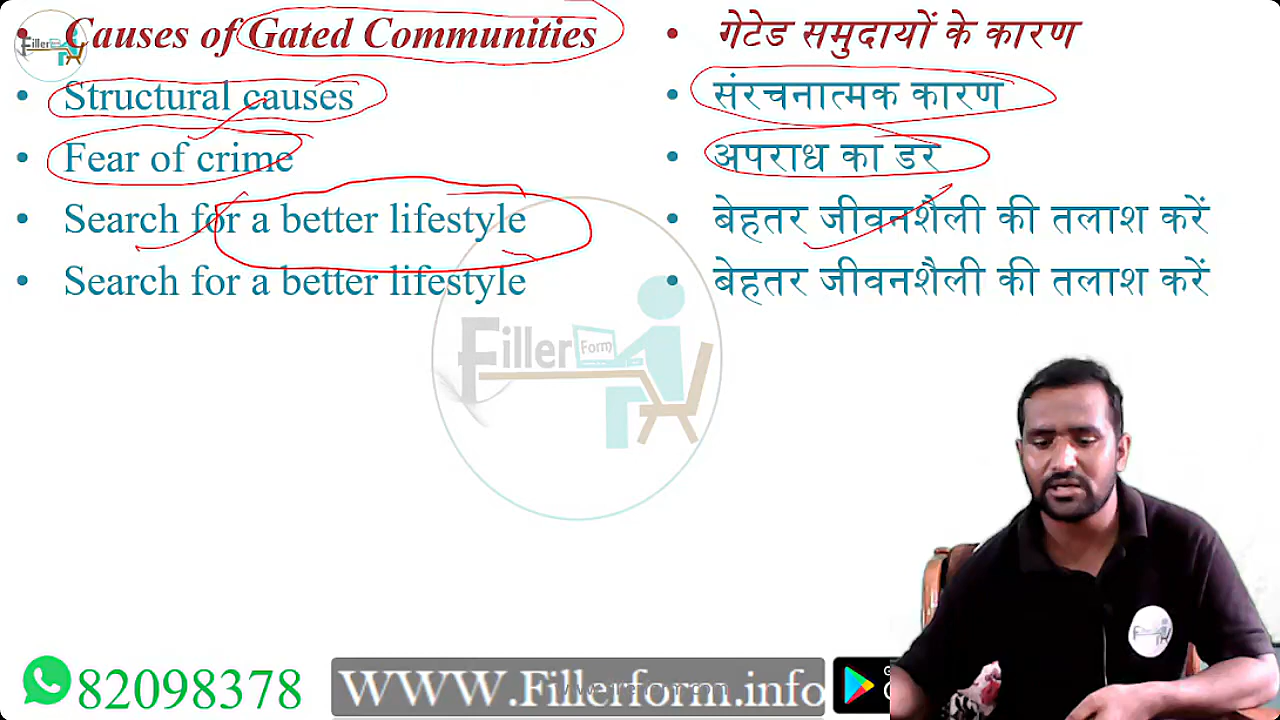 Causes of Gated Communities
Structural causes
Fear of crime
Search for a better lifestyle
Search for a better lifestyle
गेटेड समुदायों के कारण
संरचनात्मक कारण
अपराध का डर
बेहतर जीवनशैली की तलाश करें
बेहतर जीवनशैली की तलाश करें
Filler Form
82098378
WWW.Fillerform.info